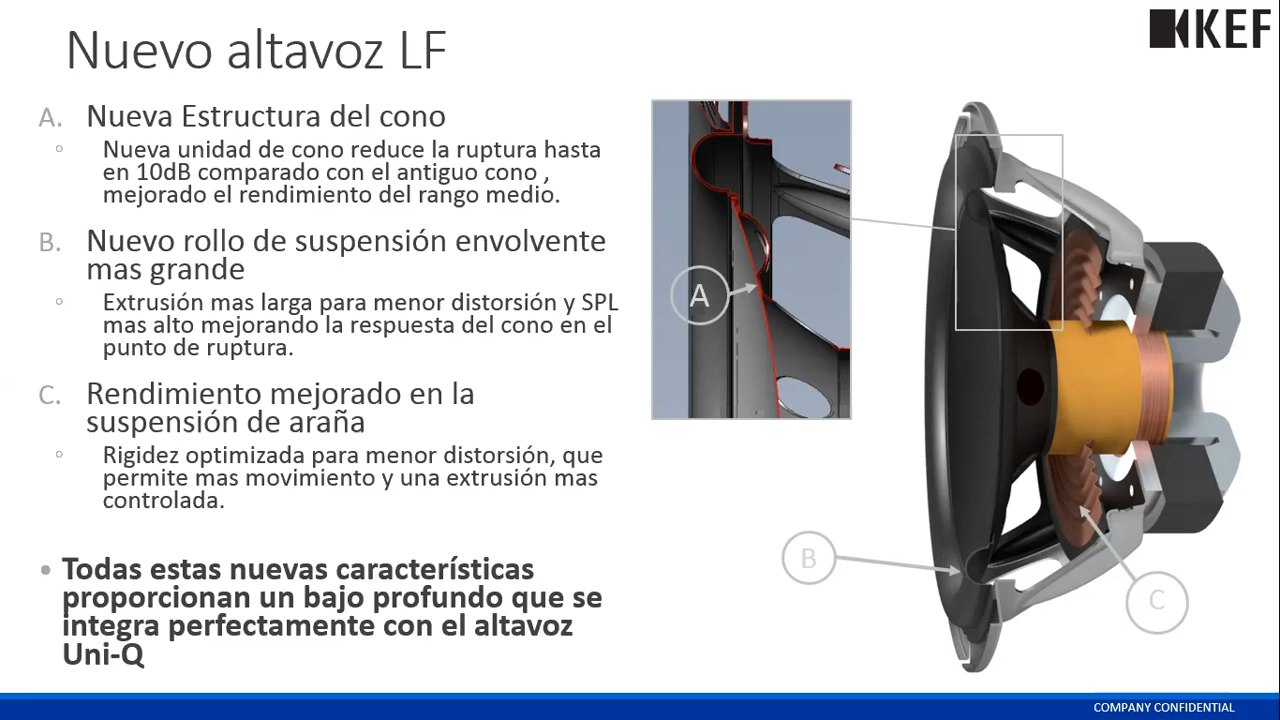 KEF
Nuevo altavoz LF
A. Nueva Estructura del cono
Nueva unidad de cono reduce la ruptura hasta
en 10dB comparado con el antiguo cono ,
mejorado el rendimiento del rango medio.
B. Nuevo rollo de suspensión envolvente
mas grande
Extrusión mas larga para menor distorsión y SPL
mas alto mejorando la respuesta del cono en el
punto de ruptura.
C. Rendimiento mejorado en la
suspensión de araña
Rigidez optimizada para menor distorsión, que
permite mas movimiento y una extrusión mas
controlada.
Todas estas nuevas características
proporcionan un bajo profundo que se
integra perfectamente con el altavoz
Uni-Q
A
B
C
COMPANY CONFIDENTIAL